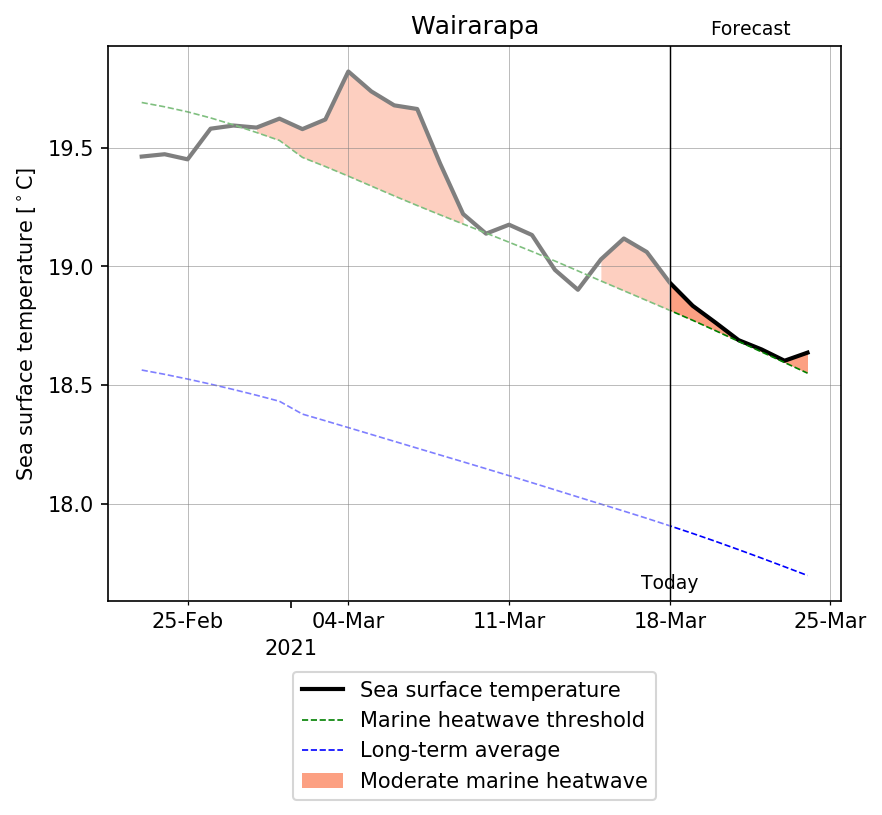 Wairarapa
Forecast
Sea surface temperature [°C]
19.5
19.0
18.5
18.0
Today
25-Feb
04-Mar
11-Mar
18-Mar
25-Mar
2021
Sea surface temperature
Marine heatwave threshold
Long-term average
Moderate marine heatwave